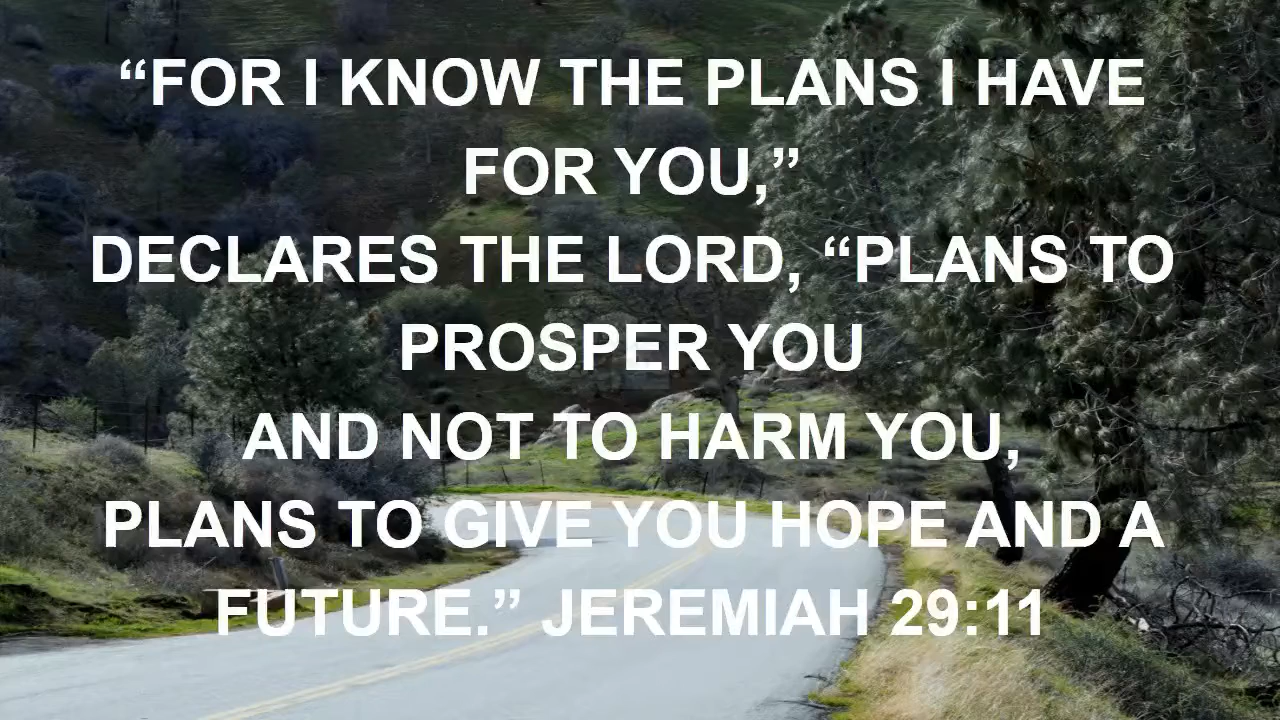 “FOR I KNOW THE PLANS I HAVE
FOR YOU,”
DECLARES THE LORD, “PLANS TO
PROSPER YOU
AND NOT TO HARM YOU,
PLANS TO GIVE YOU HOPE AND A
FUTURE.” JEREMIAH 29:11